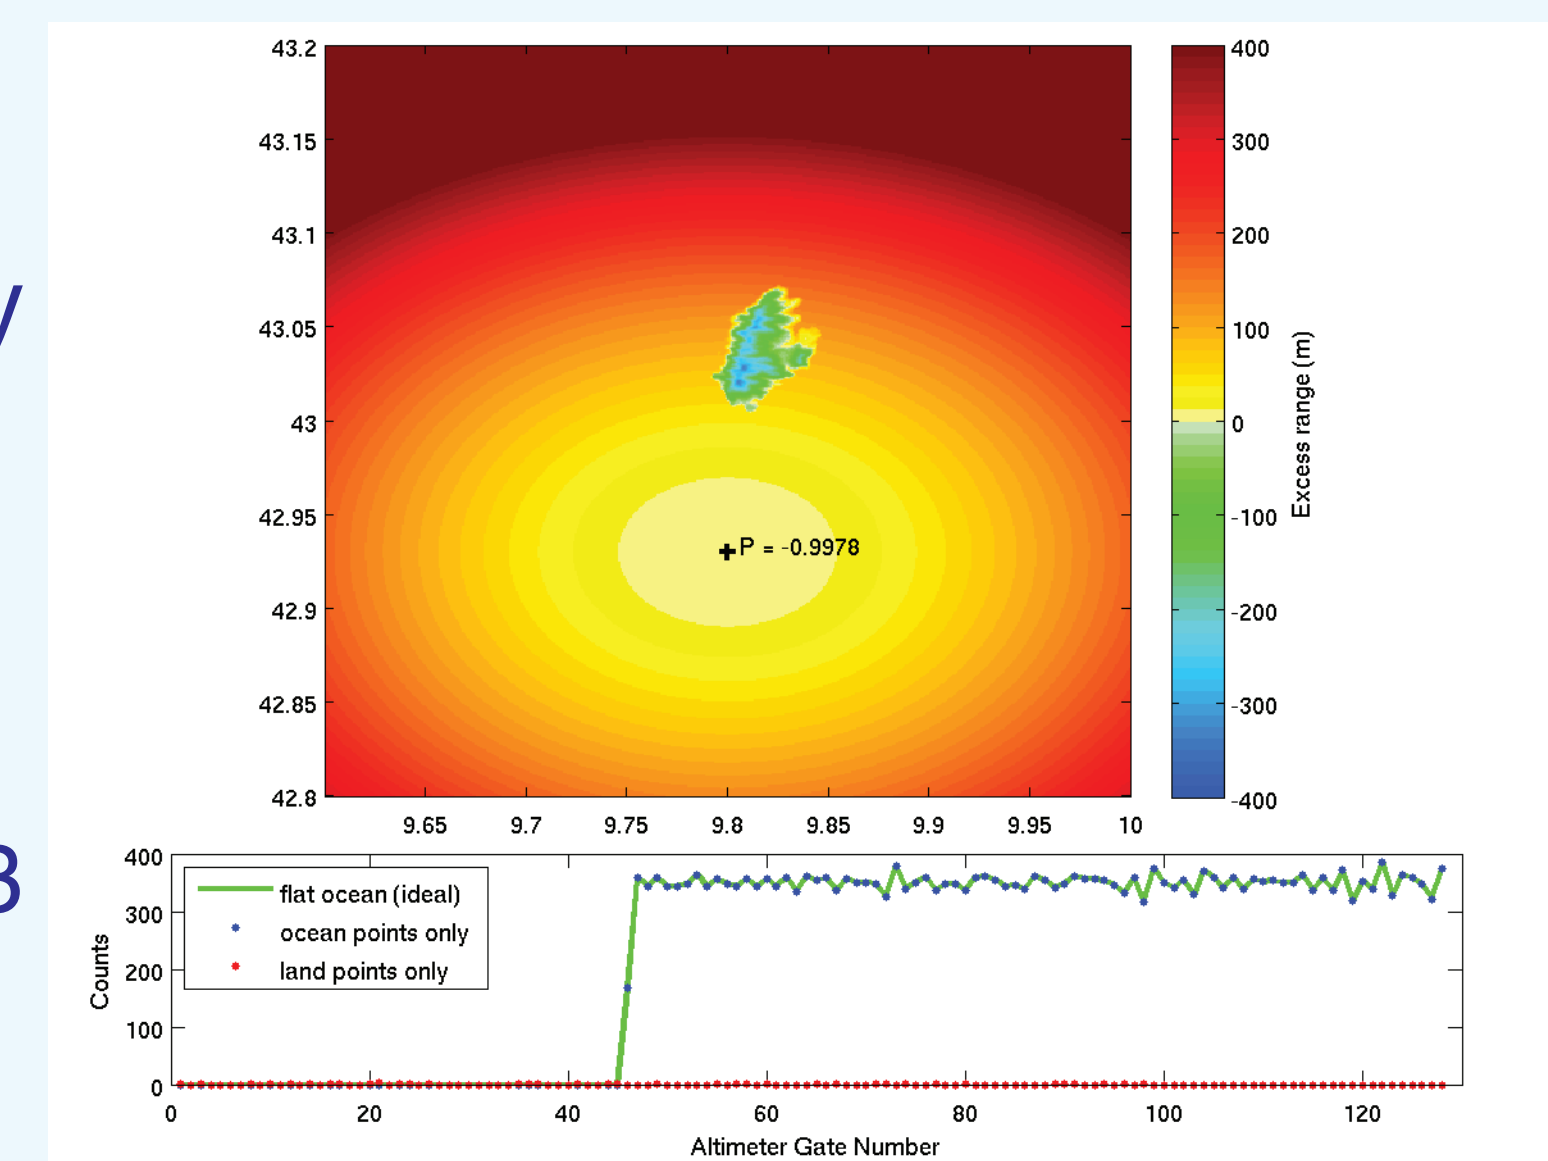 y
3
43.2
43.15
43.1
43.05
43
42.95
42.9
42.85
42.8
P = -0.9978
9.65 9.7 9.75 9.8 9.85 9.9 9.95 10
400
300
200
100
0
-100
-200
-300
-400
Excess range (m)
400
300
200
100
0
Counts
flat ocean (ideal)
ocean points only
land points only
0 20 40 60 80 100 120
Altimeter Gate Number